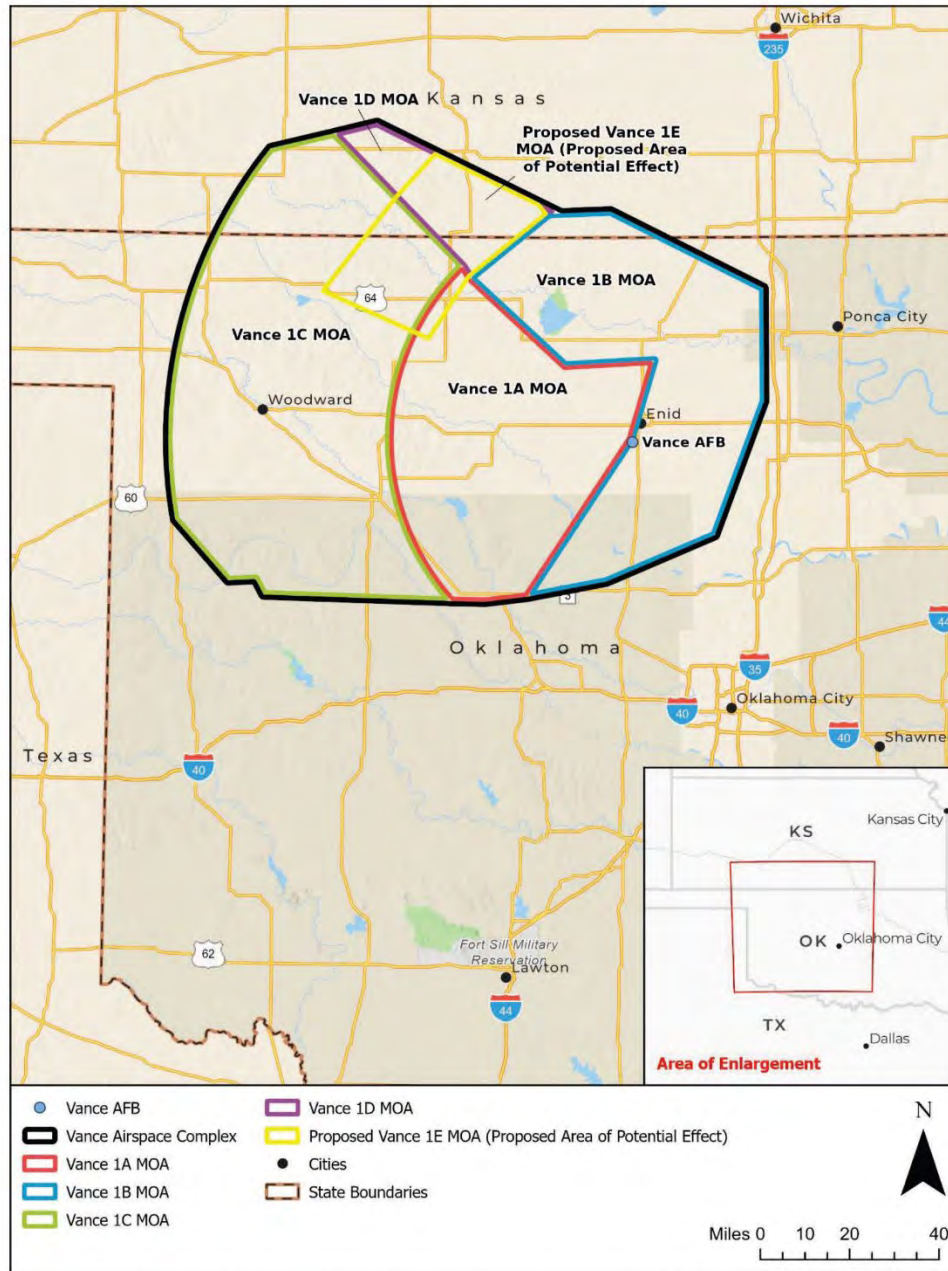 Wichita
235
Vance 1D MOA
Kansas
Proposed Vance 1E
MOA (Proposed Area
of Potential Effect)
Vance 1B MOA
64
Ponca City
Vance 1C MOA
Vance 1A MOA
Woodward
Enid
Vance AFB
60
3
44
Oklahoma
35
Oklahoma City
40
40
Shawne
Texas
40
Kansas City
KS
62
Fort Sill Military
Reservation
OK
Oklahoma City
Lawton
44
TX
Dallas
Area of Enlargement
Vance AFB
Vance Airspace Complex
Vance 1A MOA
Vance 1B MOA
Vance 1C MOA
Vance 1D MOA
Proposed Vance 1E MOA (Proposed Area of Potential Effect)
Cities
State Boundaries
N
Miles 0 10 20 40